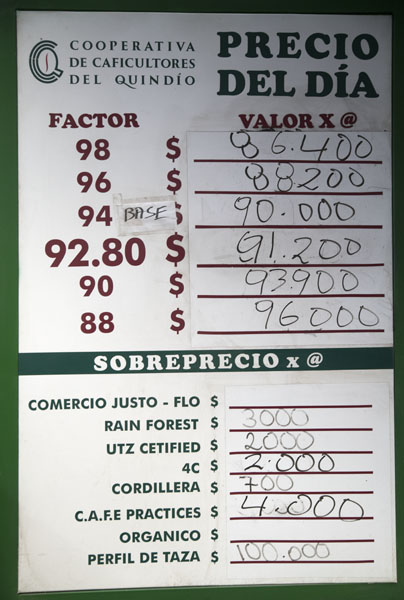 COOPERATIVA
DE CAFICULTORES
DEL QUINDÍO
PRECIO
DEL DÍA
FACTOR VALOR X @
98 $ 86.400
96 $ 88200
94 BASE $ 90.000
92.80 $ 91.200
90 $ 93900
88 $ 96000
SOBREPRECIO x @
COMERCIO JUSTO - FLO $
RAIN FOREST $ 3000
UTZ CETIFIED $ 2000
4C $ 2.000
CORDILLERA $ 700
C.A.F.E PRACTICES $ 4.000
ORGANICO $
PERFIL DE TAZA $ 100.000